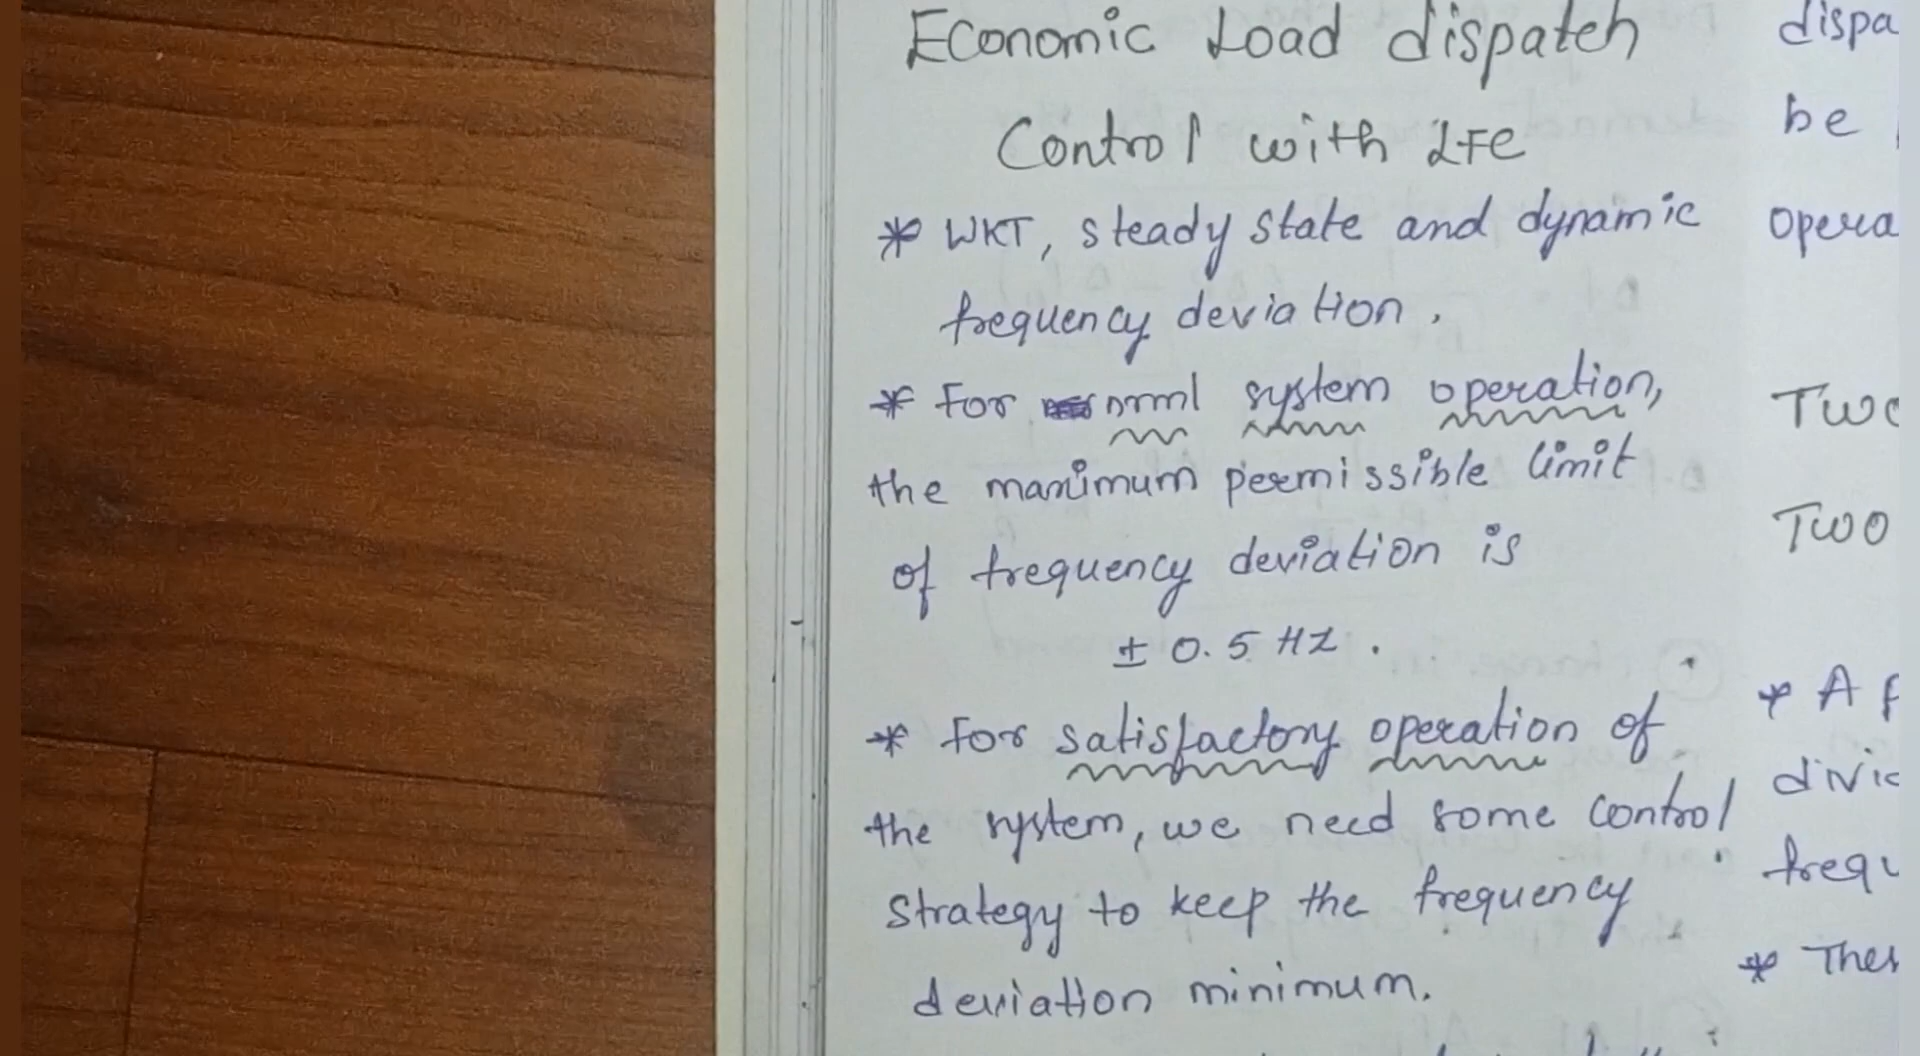 Economic Load dispatch
Control with LFC
* WKT, steady state and dynamic
frequency deviation.
* For norml system operation,
the maximum permissible limit
of frequency deviation is
± 0.5 HZ.
* For satisfactory operation of
the system, we need some control
strategy to keep the frequency
deviation minimum.
dispa
be
opera
Two
Two
* A
divi
frequ
* Thes